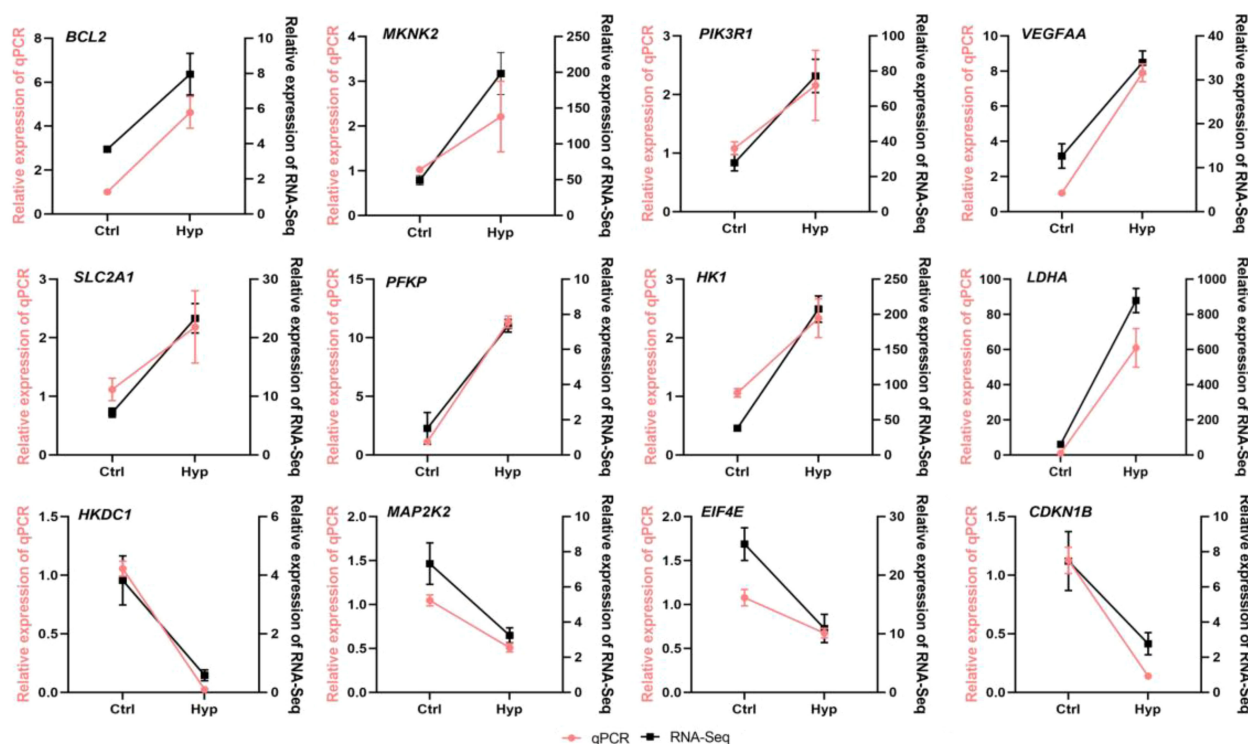 BCL2
Relative expression of qPCR
8
6
4
2
0
10
8
6
4
2
0
Relative expression of RNA-Seq
Ctrl Hyp
MKNK2
Relative expression of qPCR
4
3
2
1
0
250
200
150
100
50
0
Relative expression of RNA-Seq
Ctrl Hyp
PIK3R1
Relative expression of qPCR
3
2
1
0
100
80
60
40
20
0
Relative expression of RNA-Seq
Ctrl Hyp
VEGFAA
Relative expression of qPCR
10
8
6
4
2
0
40
30
20
10
0
Relative expression of RNA-Seq
Ctrl Hyp
SLC2A1
Relative expression of qPCR
3
2
1
0
30
20
10
0
Relative expression of RNA-Seq
Ctrl Hyp
PFKP
Relative expression of qPCR
15
10
5
0
10
8
6
4
2
0
Relative expression of RNA-Seq
Ctrl Hyp
HK1
Relative expression of qPCR
3
2
1
0
250
200
150
100
50
0
Relative expression of RNA-Seq
Ctrl Hyp
LDHA
Relative expression of qPCR
100
80
60
40
20
0
1000
800
600
400
200
0
Relative expression of RNA-Seq
Ctrl Hyp
HKDC1
Relative expression of qPCR
1.5
1.0
0.5
0.0
6
4
2
0
Relative expression of RNA-Seq
Ctrl Hyp
MAP2K2
Relative expression of qPCR
2.0
1.5
1.0
0.5
0.0
10
8
6
4
2
0
Relative expression of RNA-Seq
Ctrl Hyp
EIF4E
Relative expression of qPCR
2.0
1.5
1.0
0.5
0.0
30
20
10
0
Relative expression of RNA-Seq
Ctrl Hyp
CDKN1B
Relative expression of qPCR
1.5
1.0
0.5
0.0
10
8
6
4
2
0
Relative expression of RNA-Seq
Ctrl Hyp
qPCR RNA-Seq